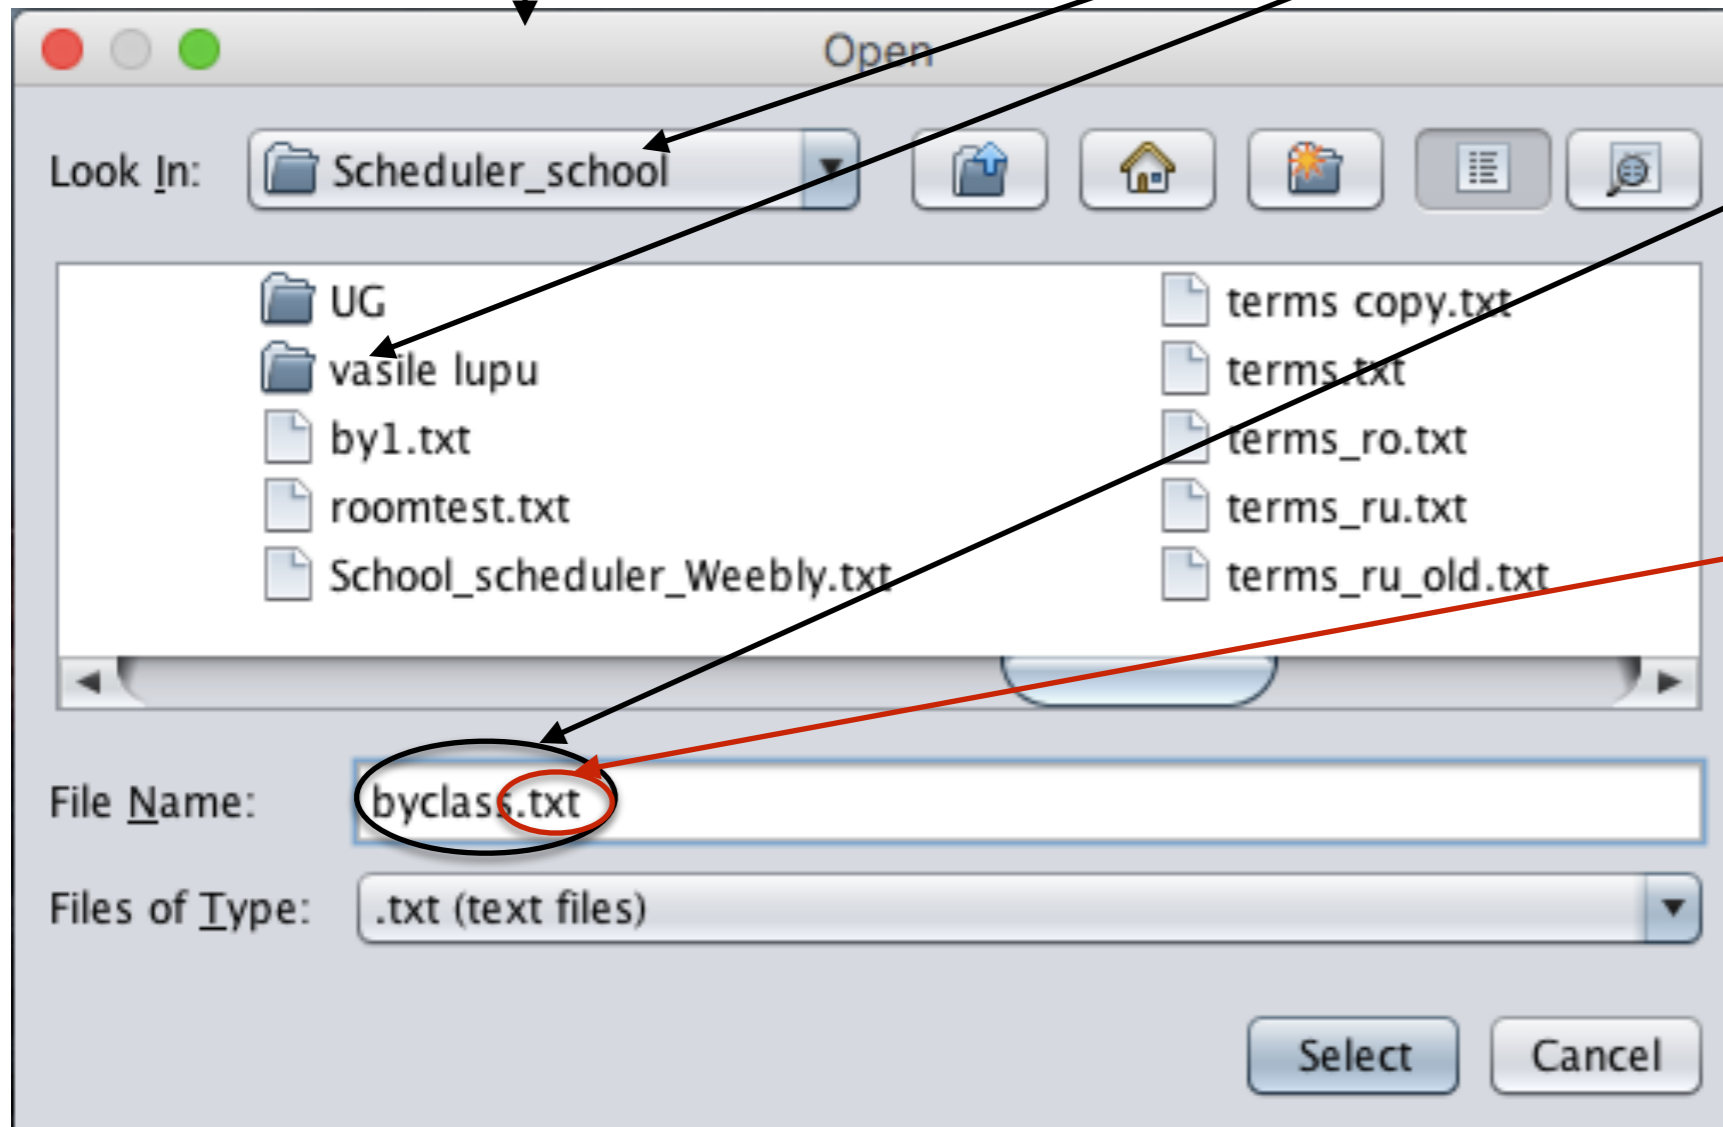 Open
Look In: Scheduler_school
UG
vasile lupu
by1.txt
roomtest.txt
School_scheduler_Weebly.txt
terms copy.txt
terms.txt
terms_ro.txt
terms_ru.txt
terms_ru_old.txt
File Name: byclass.txt
Files of Type: .txt (text files)
Select Cancel